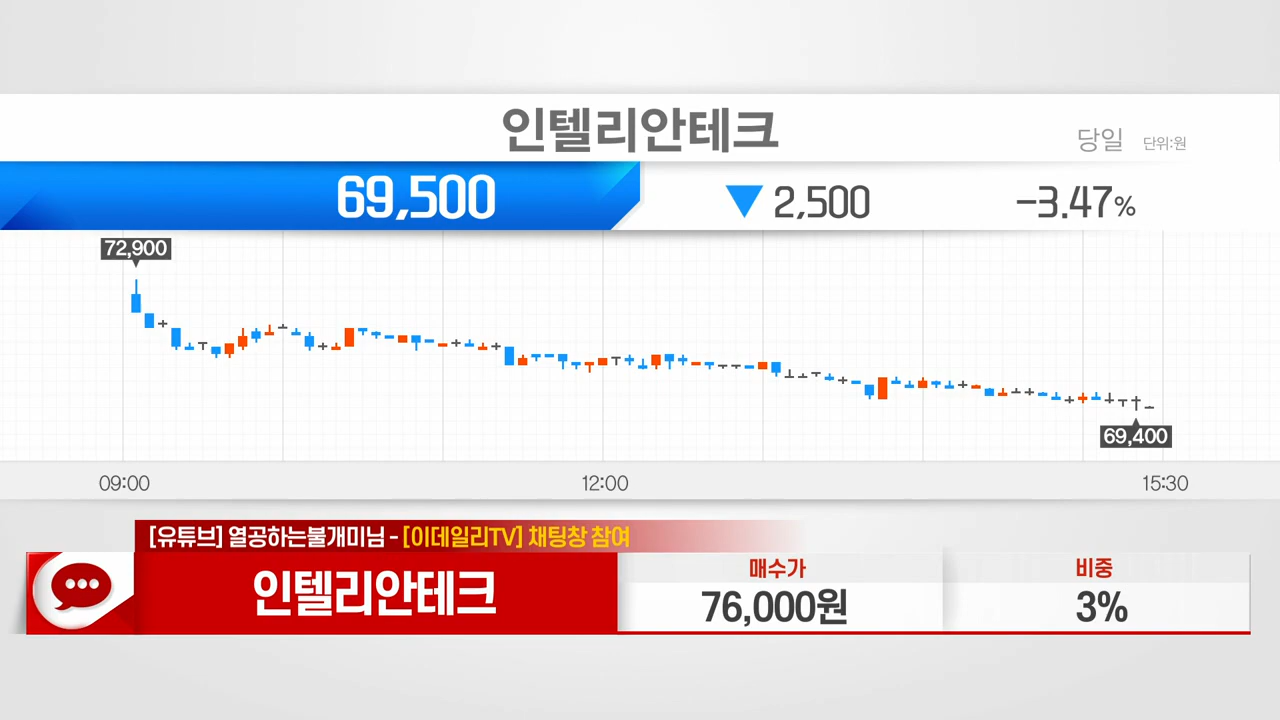 인텔리안테크
당일 단위:원
69,500 ▼ 2,500 -3.47%
72,900
69,400
09:00 12:00 15:30
[유튜브] 열공하는불개미님 - [이데일리TV] 채팅창 참여
인텔리안테크
매수가 비중
76,000원 3%